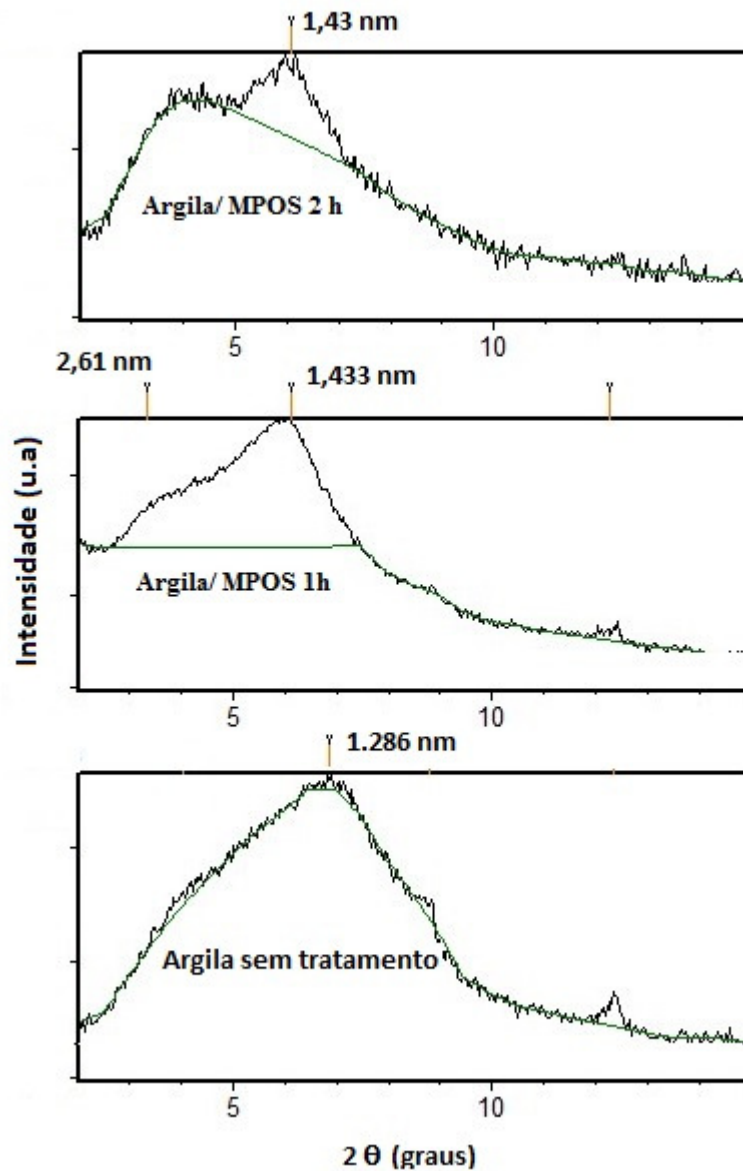 1,43 nm
Argila/ MPOS 2 h
5 10
2,61 nm 1,433 nm
Intensidade (u.a)
Argila/ MPOS 1h
5 10
1.286 nm
Argila sem tratamento
5 10
2 θ (graus)